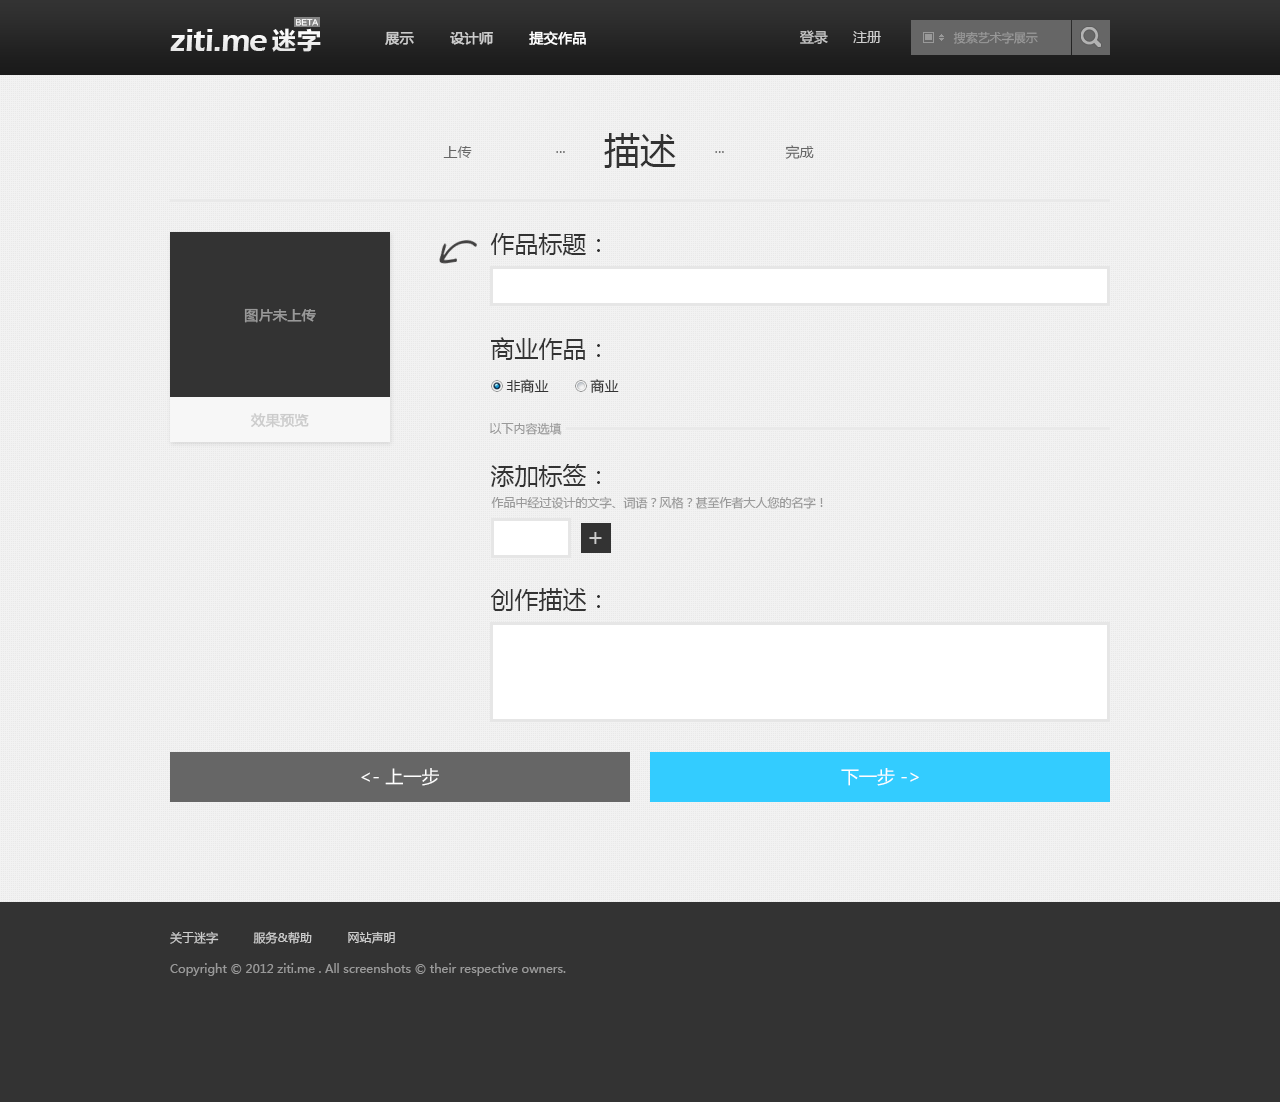 ziti.me 迷字 BETA 展示 设计师 提交作品 登录 注册 搜索艺术字展示
上传 ··· 描述 ··· 完成
作品标题：
图片未上传
效果预览
商业作品：
非商业 商业
以下内容选填
添加标签：
作品中经过设计的文字、词语？风格？甚至作者大人您的名字！
+
创作描述：
<- 上一步 下一步 ->
关于迷字 服务&帮助 网站声明
Copyright © 2012 ziti.me . All screenshots © their respective owners.